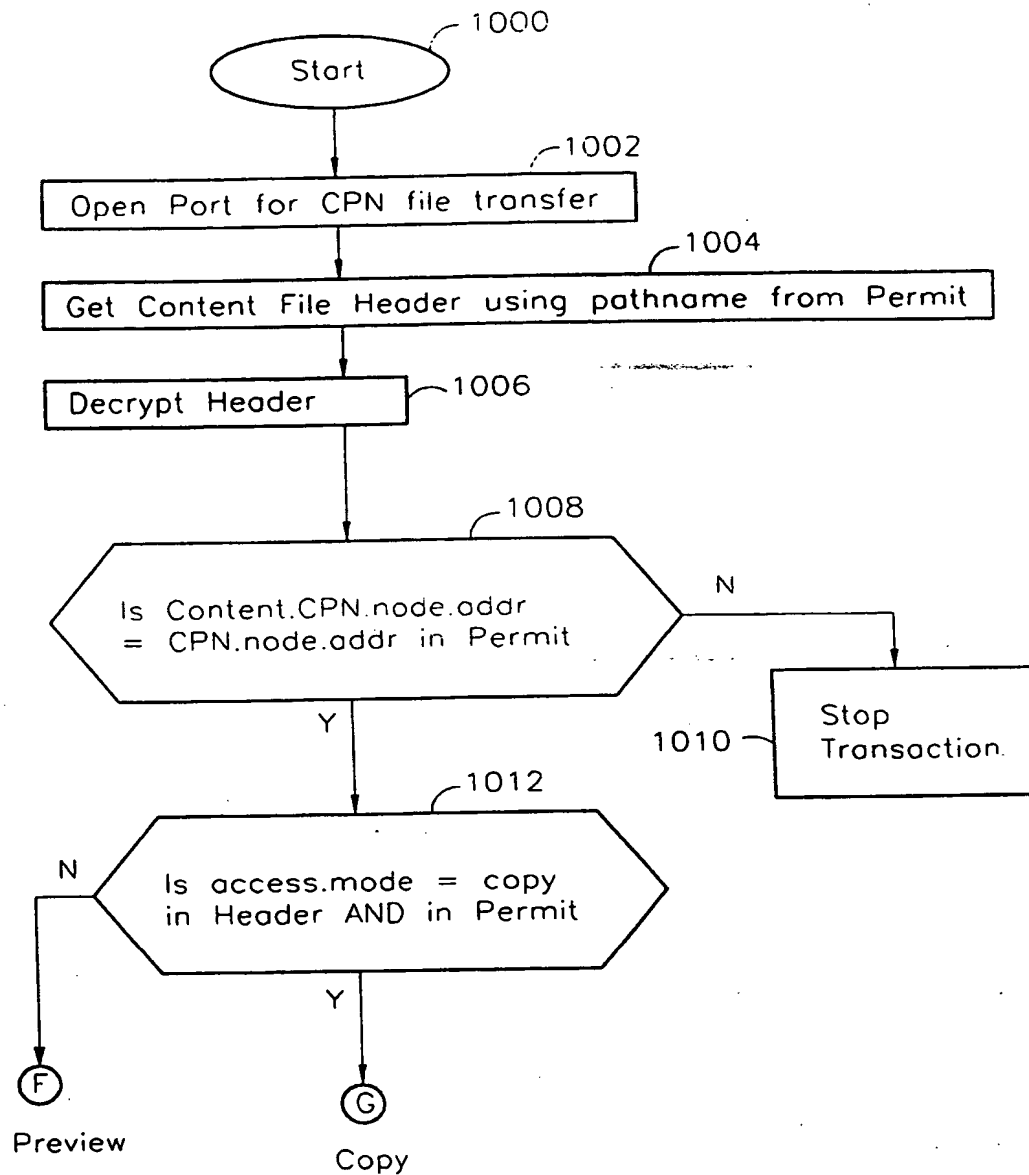 1000
Start
1002
Open Port for CPN file transfer
1004
Get Content File Header using pathname from Permit
1006
Decrypt Header
1008
Is Content.CPN.node.addr
= CPN.node.addr in Permit
N
Y
1010
Stop
Transaction.
1012
Is access.mode = copy
in Header AND in Permit
N
Y
F
Preview
G
Copy